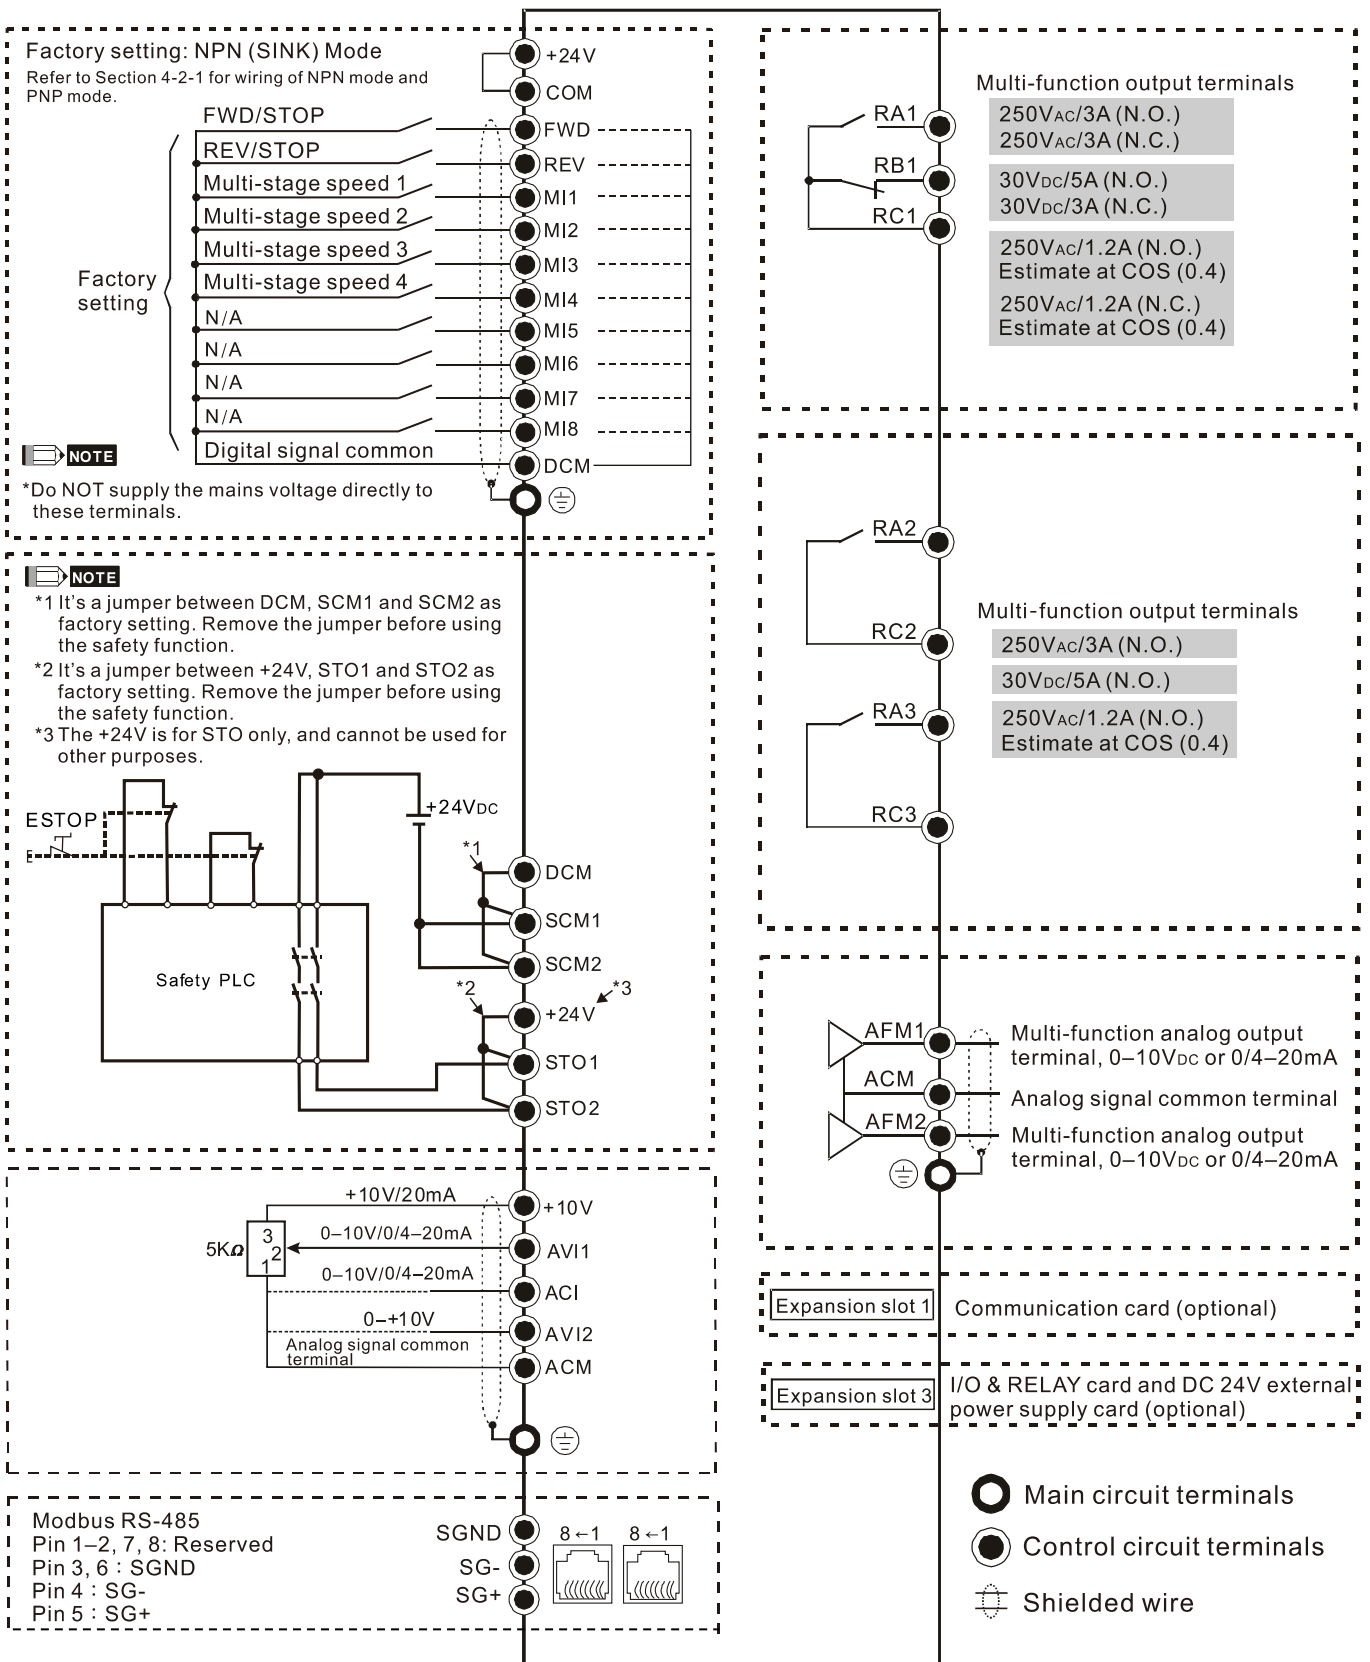 Factory setting: NPN (SINK) Mode
Refer to Section 4-2-1 for wiring of NPN mode and
PNP mode.
FWD/STOP
REV/STOP
Multi-stage speed 1
Multi-stage speed 2
Multi-stage speed 3
Multi-stage speed 4
N/A
N/A
N/A
N/A
Digital signal common
Factory
setting
+24V
COM
FWD
REV
MI1
MI2
MI3
MI4
MI5
MI6
MI7
MI8
DCM
NOTE
*Do NOT supply the mains voltage directly to
these terminals.
NOTE
*1 It's a jumper between DCM, SCM1 and SCM2 as
factory setting. Remove the jumper before using
the safety function.
*2 It's a jumper between +24V, STO1 and STO2 as
factory setting. Remove the jumper before using
the safety function.
*3 The +24V is for STO only, and cannot be used for
other purposes.
ESTOP
+24VDC
Safety PLC
*1
DCM
SCM1
SCM2
*2
*3
+24V
STO1
STO2
+10V/20mA
0–10V/0/4–20mA
0–10V/0/4–20mA
0–+10V
Analog signal common
terminal
5KΩ
3
2
1
+10V
AVI1
ACI
AVI2
ACM
Modbus RS-485
Pin 1–2, 7, 8: Reserved
Pin 3, 6 : SGND
Pin 4 : SG-
Pin 5 : SG+
SGND
SG-
SG+
8←1
8←1
RA1
RB1
RC1
Multi-function output terminals
250VAC/3A (N.O.)
250VAC/3A (N.C.)
30VDC/5A (N.O.)
30VDC/3A (N.C.)
250VAC/1.2A (N.O.)
Estimate at COS (0.4)
250VAC/1.2A (N.C.)
Estimate at COS (0.4)
RA2
RC2
RA3
RC3
Multi-function output terminals
250VAC/3A (N.O.)
30VDC/5A (N.O.)
250VAC/1.2A (N.O.)
Estimate at COS (0.4)
AFM1
ACM
AFM2
Multi-function analog output
terminal, 0–10VDC or 0/4–20mA
Analog signal common terminal
Multi-function analog output
terminal, 0–10VDC or 0/4–20mA
Expansion slot 1
Communication card (optional)
Expansion slot 3
I/O & RELAY card and DC 24V external
power supply card (optional)
Main circuit terminals
Control circuit terminals
Shielded wire